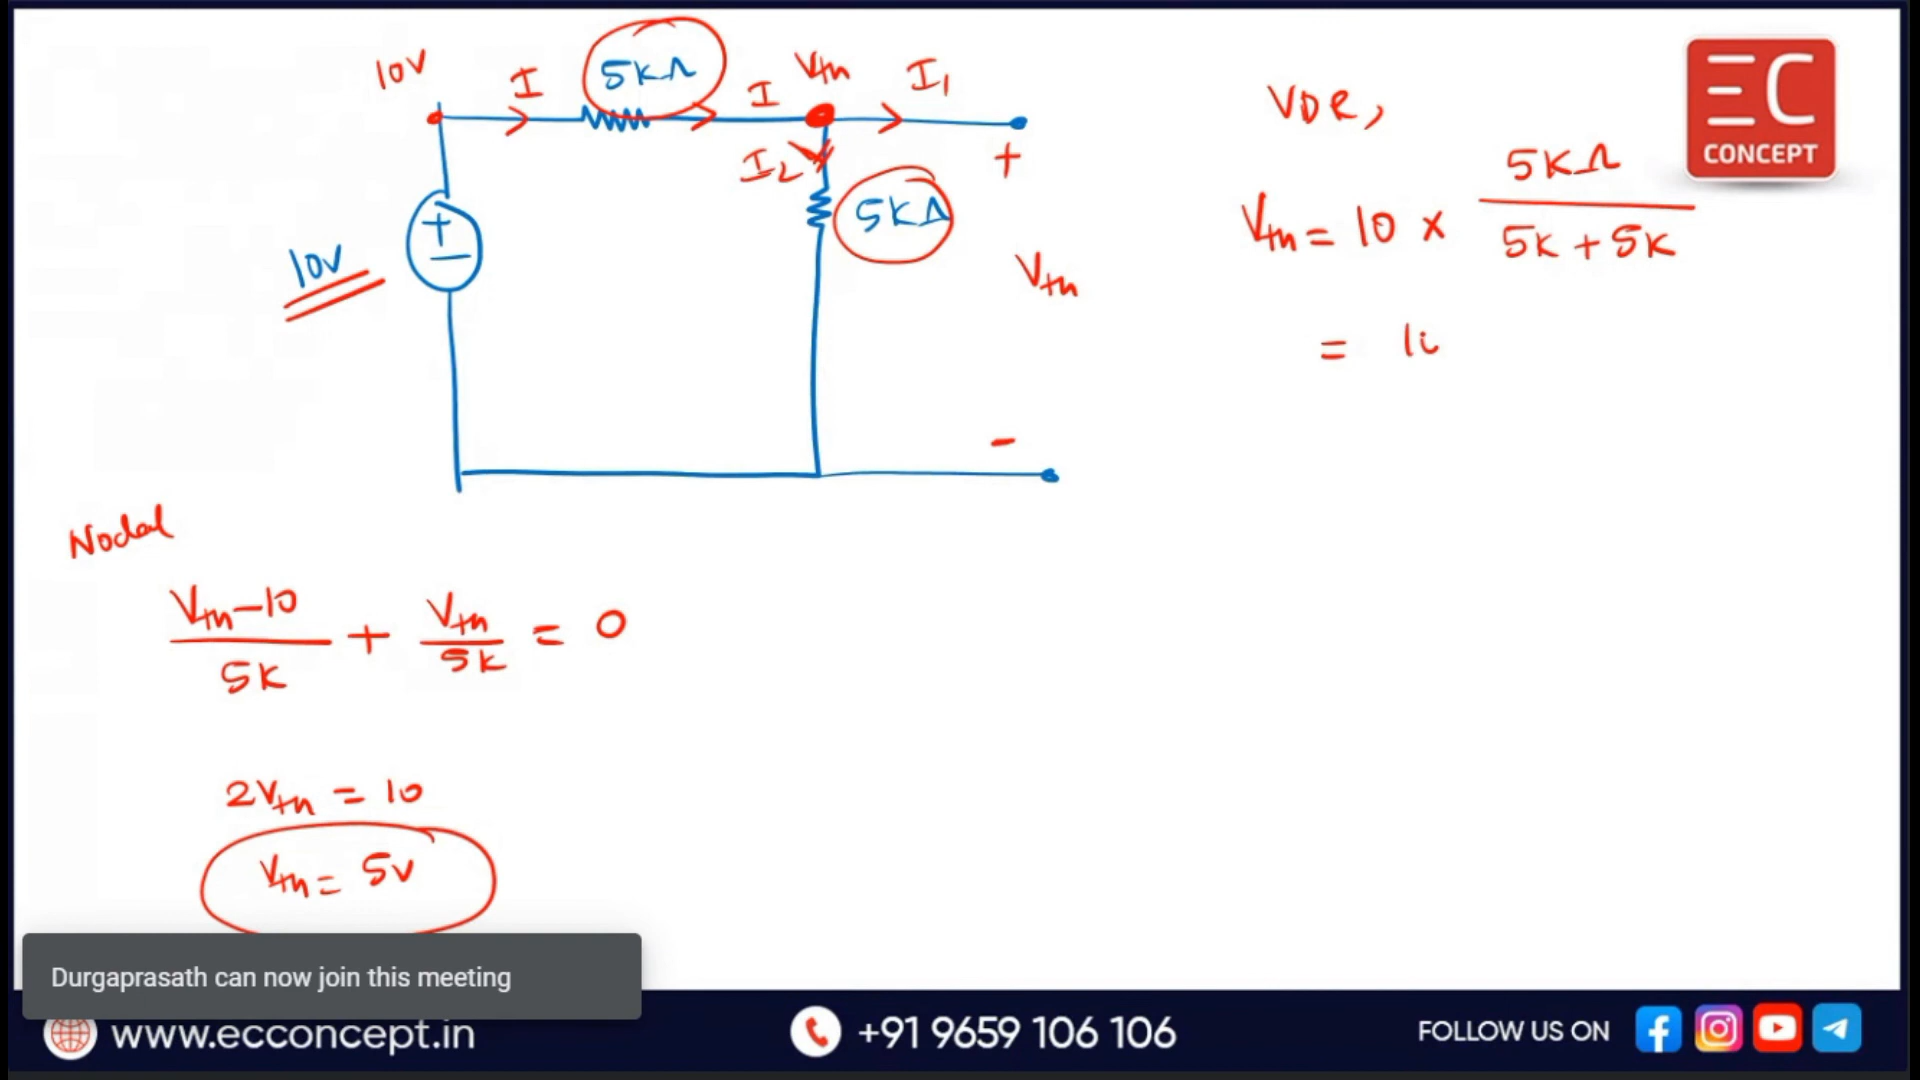 10V
I
5KΩ
I
Vth
I1
I2
+
5KΩ
10V
+
−
Vth
-
VDR,
Vth = 10 × 5KΩ / 5K + 5K
= 10
EC
CONCEPT
Nodal
Vth-10 / 5K + Vth / 5K = 0
2Vth = 10
Vth = 5V
Durgaprasath can now join this meeting
www.ecconcept.in
+91 9659 106 106
FOLLOW US ON